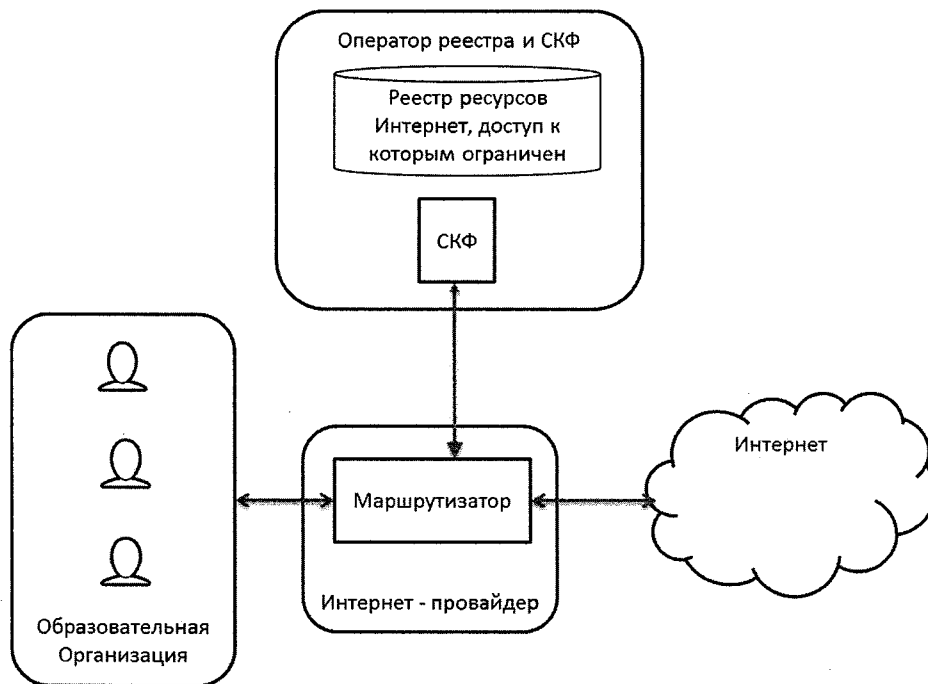 Оператор реестра и СКФ
Реестр ресурсов
Интернет, доступ к
которым ограничен
СКФ
Интернет
Маршрутизатор
Интернет - провайдер
Образовательная
Организация